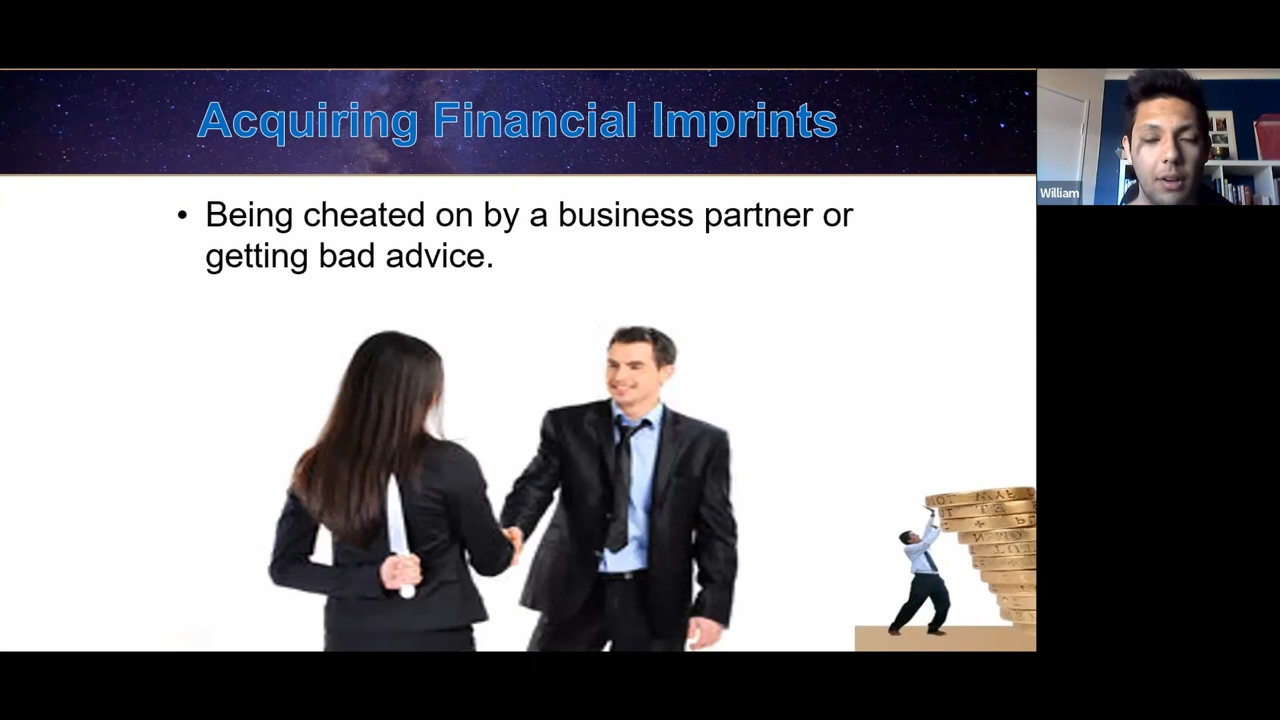 Acquiring Financial Imprints
• Being cheated on by a business partner or
getting bad advice.
William